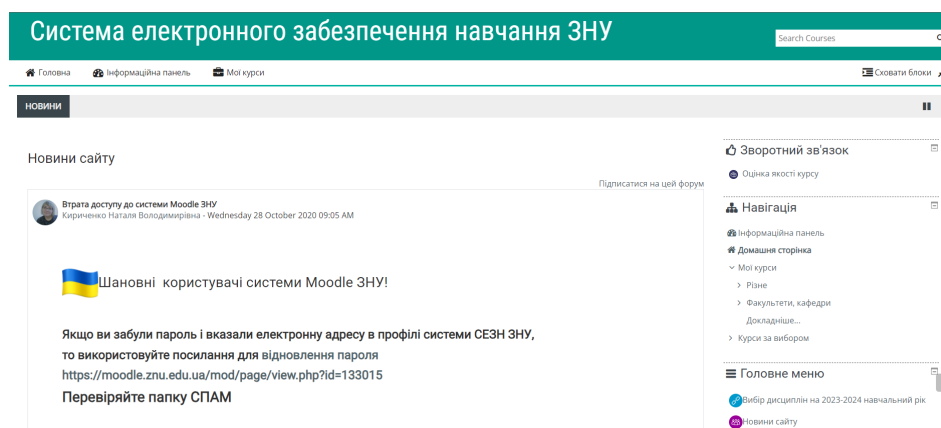 Система електронного забезпечення навчання ЗНУ
Search Courses
Головна Інформаційна панель Мої курси Сховати блоки
НОВИНИ
Новини сайту
Підписатися на цей форум
Втрата доступу до системи Moodle ЗНУ
Кириченко Наталя Володимирівна - Wednesday 28 October 2020 09:05 AM
Шановні користувачі системи Moodle ЗНУ!
Якщо ви забули пароль і вказали електронну адресу в профілі системи СЕЗН ЗНУ,
то використовуйте посилання для відновлення пароля
https://moodle.znu.edu.ua/mod/page/view.php?id=133015
Перевіряйте папку СПАМ
Зворотний зв'язок
Оцінка якості курсу
Навігація
Інформаційна панель
Домашня сторінка
Мої курси
Різне
Факультети, кафедри
Докладніше...
Курси за вибором
Головне меню
Вибір дисциплін на 2023-2024 навчальний рік
Новини сайту